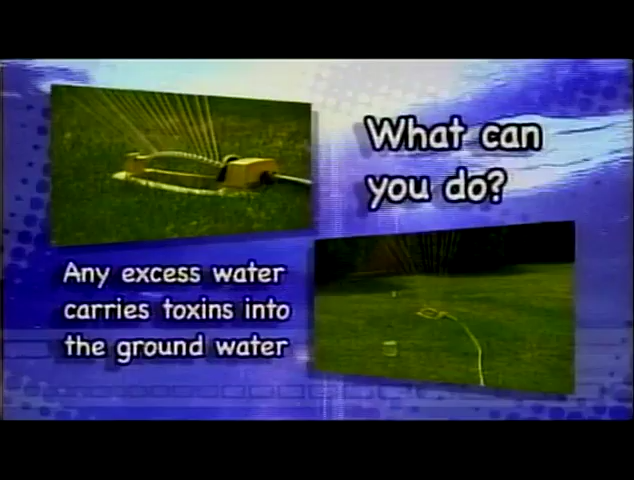 What can
you do?
Any excess water
carries toxins into
the ground water